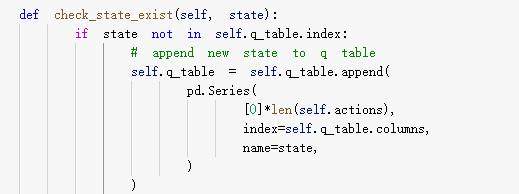 def check_state_exist(self, state):
if state not in self.q_table.index:
# append new state to q table
self.q_table = self.q_table.append(
pd.Series(
[0]*len(self.actions),
index=self.q_table.columns,
name=state,
)
)